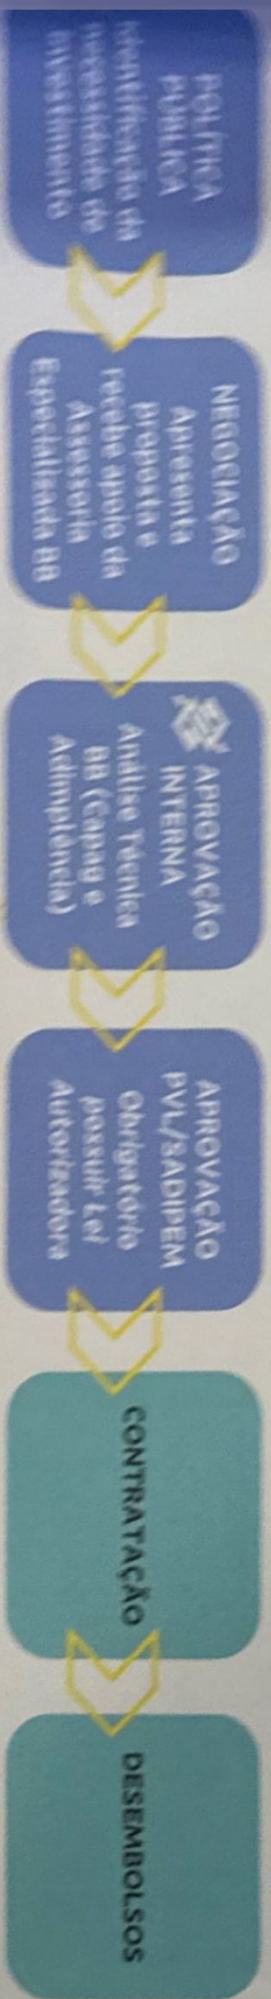 POLÍTICA
PÚBLICA
Identificação da
necessidade de
investimento
NEGOCIAÇÃO
Apresenta
proposta e
recebe apoio da
Assessoria
Especializada BB
APROVAÇÃO
INTERNA
Análise Técnica
BB (Capag e
Adimplência)
APROVAÇÃO
PVL/SADIPEM
Obrigatório
possuir Lei
Autorizadora
CONTRATAÇÃO
DESEMBOLSOS